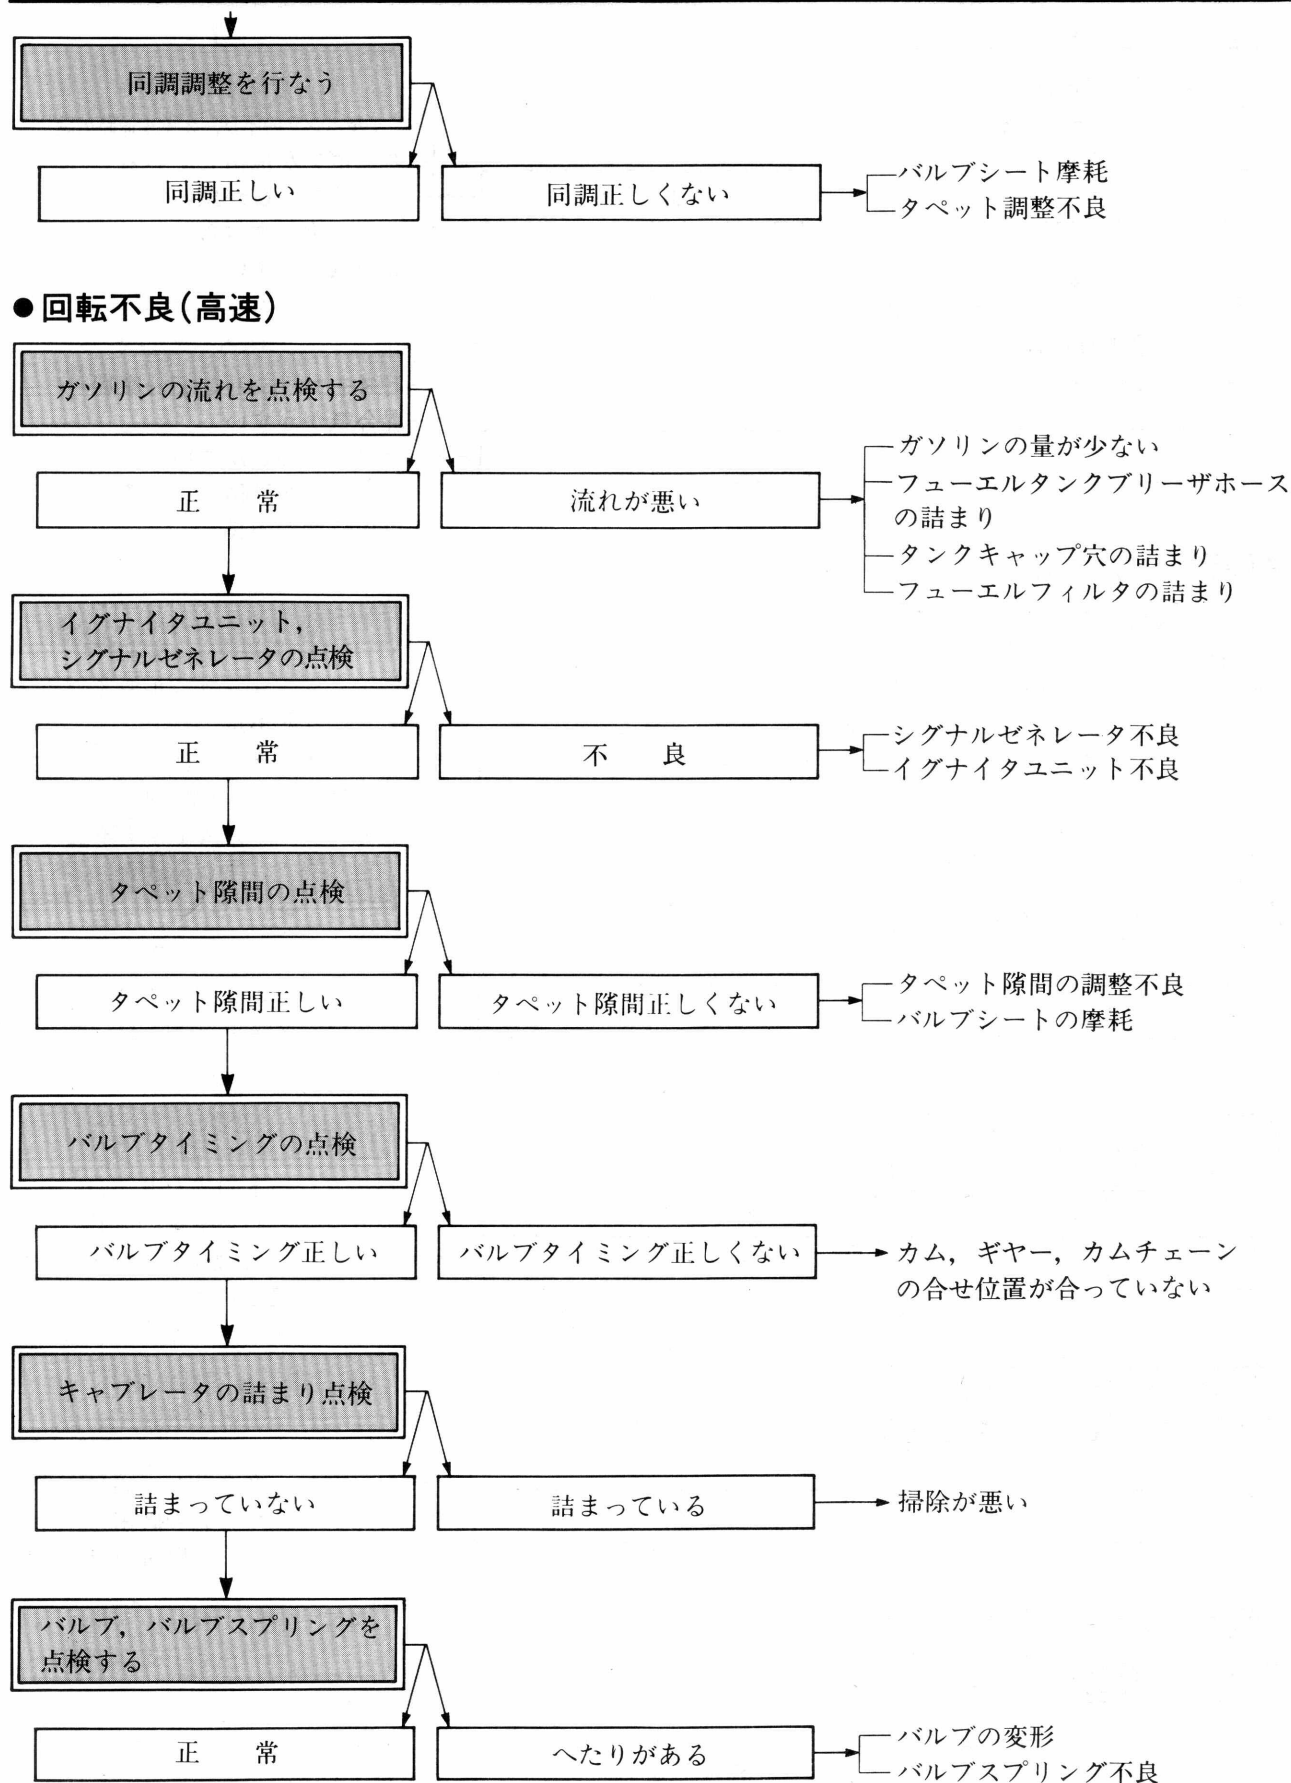 同調調整を行なう
同調正しい
同調正しくない
バルブシート摩耗
タペット調整不良
●回転不良(高速)
ガソリンの流れを点検する
正　常
流れが悪い
ガソリンの量が少ない
フューエルタンクブリーザホース
の詰まり
タンクキャップ穴の詰まり
フューエルフィルタの詰まり
イグナイタユニット，
シグナルゼネレータの点検
正　常
不　良
シグナルゼネレータ不良
イグナイタユニット不良
タペット隙間の点検
タペット隙間正しい
タペット隙間正しくない
タペット隙間の調整不良
バルブシートの摩耗
バルブタイミングの点検
バルブタイミング正しい
バルブタイミング正しくない
カム，ギヤー，カムチェーン
の合せ位置が合っていない
キャブレータの詰まり点検
詰まっていない
詰まっている
掃除が悪い
バルブ，バルブスプリングを
点検する
正　常
へたりがある
バルブの変形
バルブスプリング不良